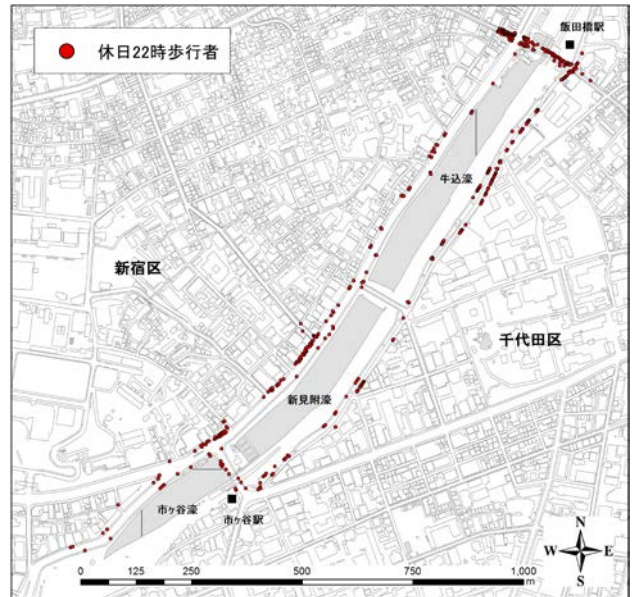 飯田橋駅
休日22時歩行者
牛込濠
新宿区
千代田区
新見附濠
市ヶ谷濠
市ヶ谷駅
N
W E
S
0 125 250 500 750 1,000
m